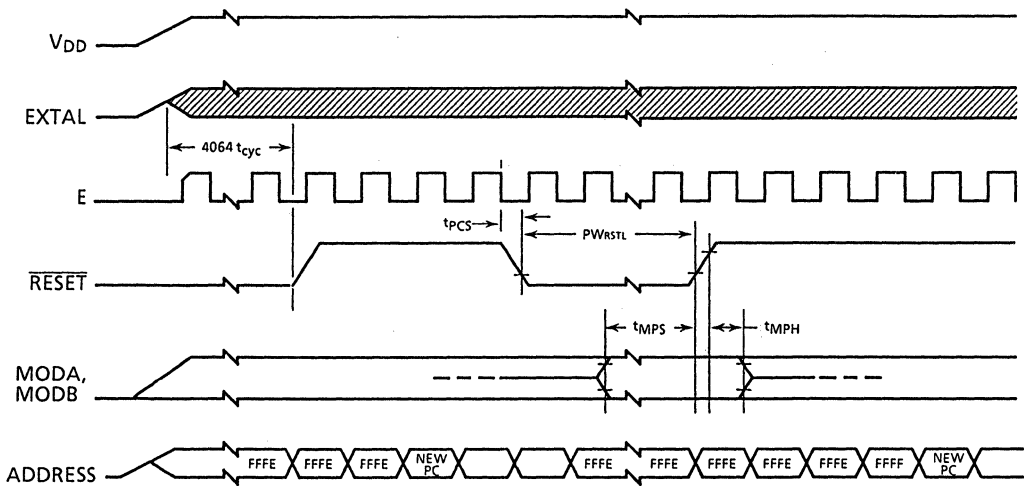 VDD
EXTAL
4064 tcyc
E
tPCS
PWRSTL
RESET
tMPS
tMPH
MODA,
MODB
ADDRESS
FFFE
FFFE
FFFE
NEW
PC
FFFE
FFFE
FFFE
FFFE
FFFE
FFFF
NEW
PC